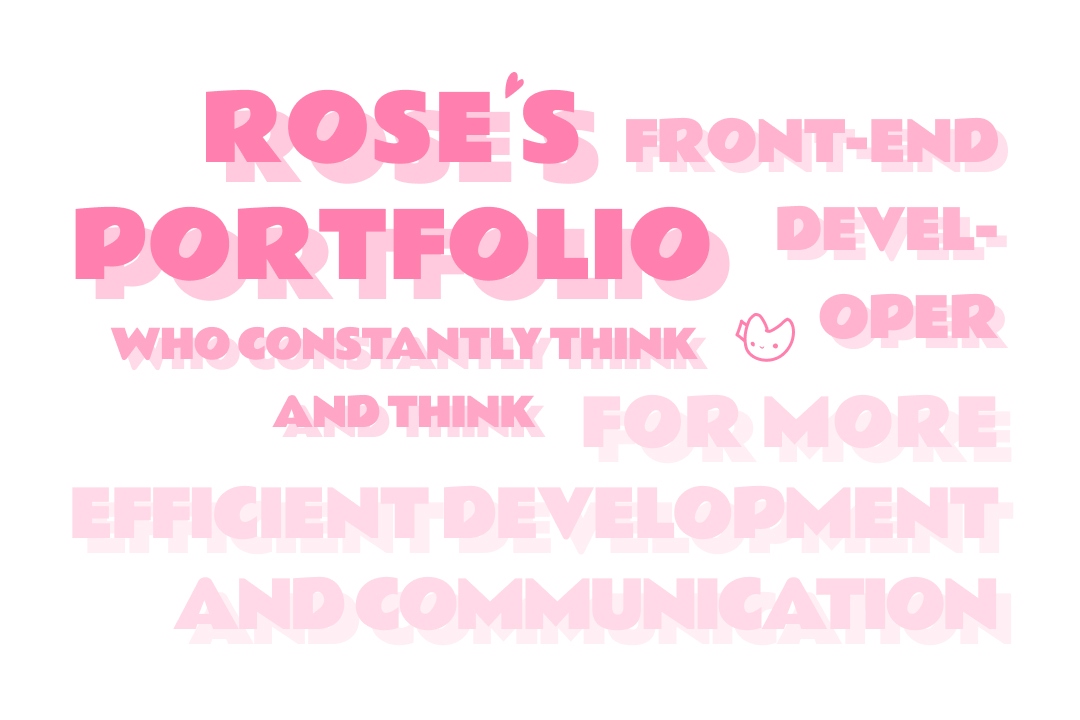 ROSE'S
PORTFOLIO
FRONT-END
DEVEL-
OPER
WHO CONSTANTLY THINK
AND THINK
FOR MORE
EFFICIENT DEVELOPMENT
AND COMMUNICATION